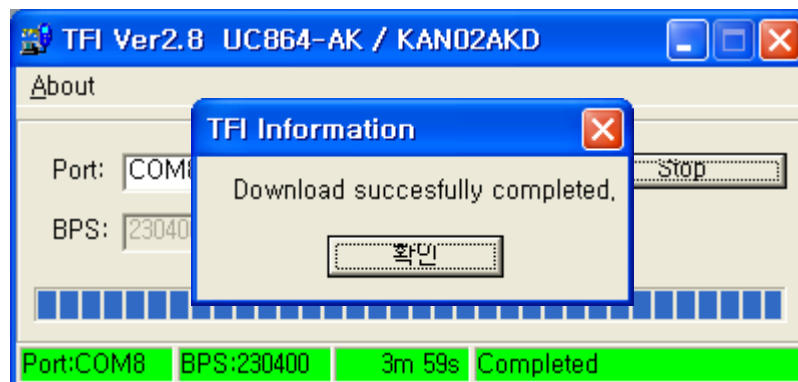 TFI Ver2.8 UC864-AK / KAN02AKD
About
TFI Information
Port: COM8
Stop
Download succesfully completed.
BPS: 23040
확인
Port:COM8 BPS:230400 3m 59s Completed